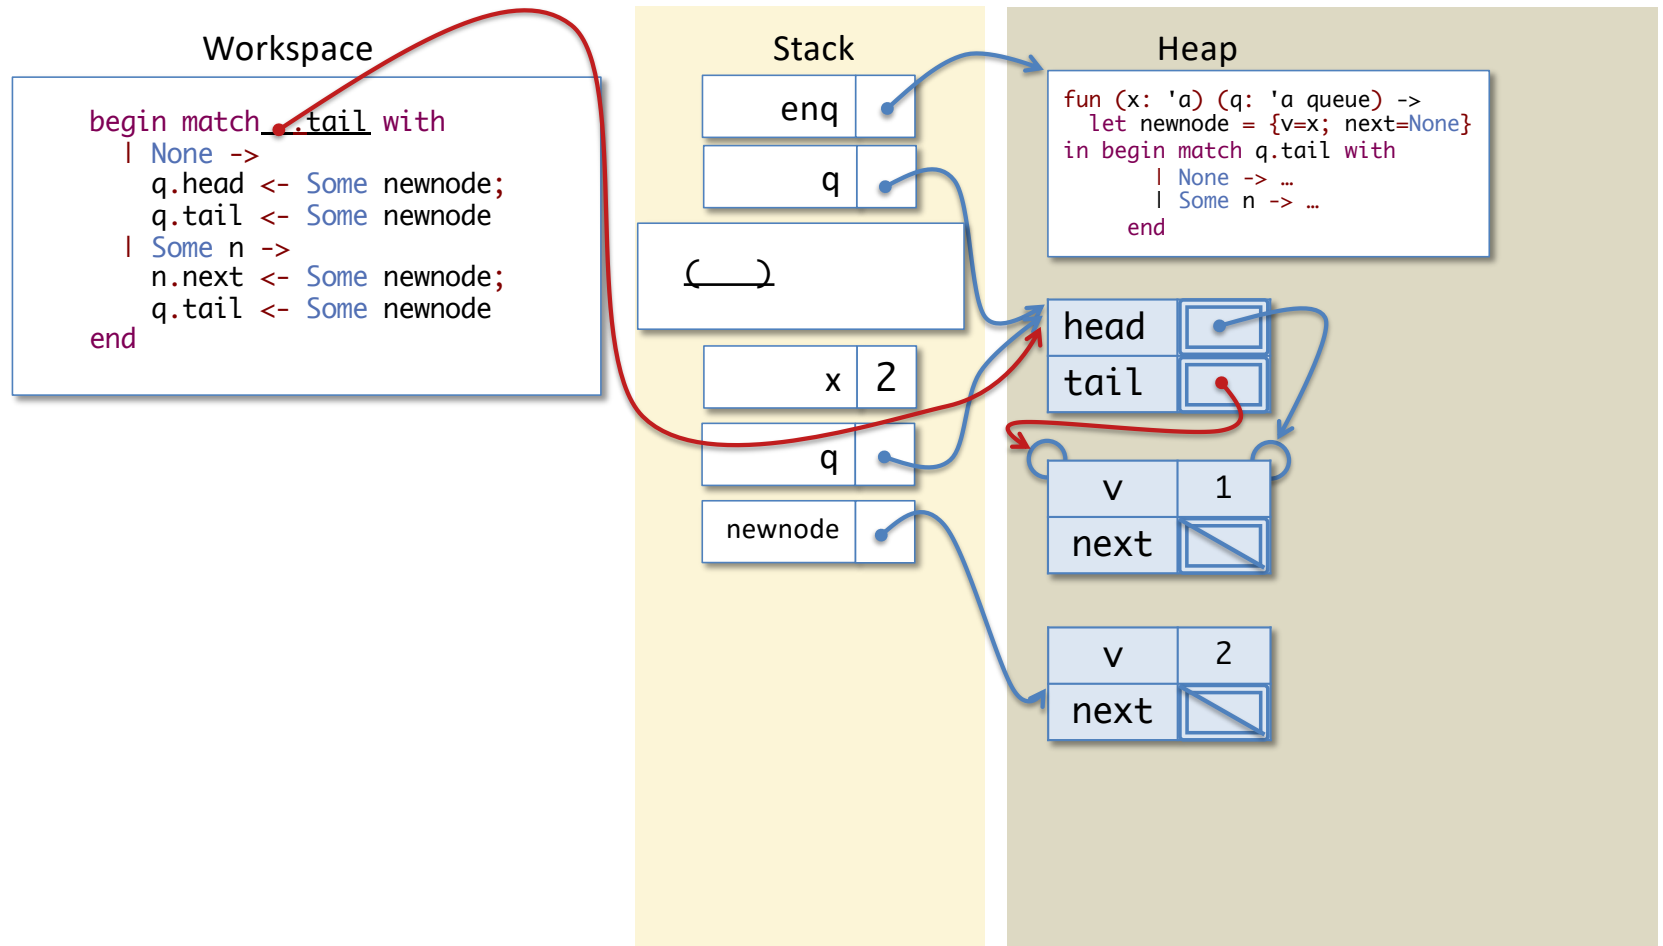 Workspace
begin match .tail with
| None ->
q.head <- Some newnode;
q.tail <- Some newnode
| Some n ->
n.next <- Some newnode;
q.tail <- Some newnode
end
Stack
enq
q
( )
x 2
q
newnode
Heap
fun (x: 'a) (q: 'a queue) ->
let newnode = {v=x; next=None}
in begin match q.tail with
| None -> …
| Some n -> …
end
head
tail
v 1
next
v 2
next